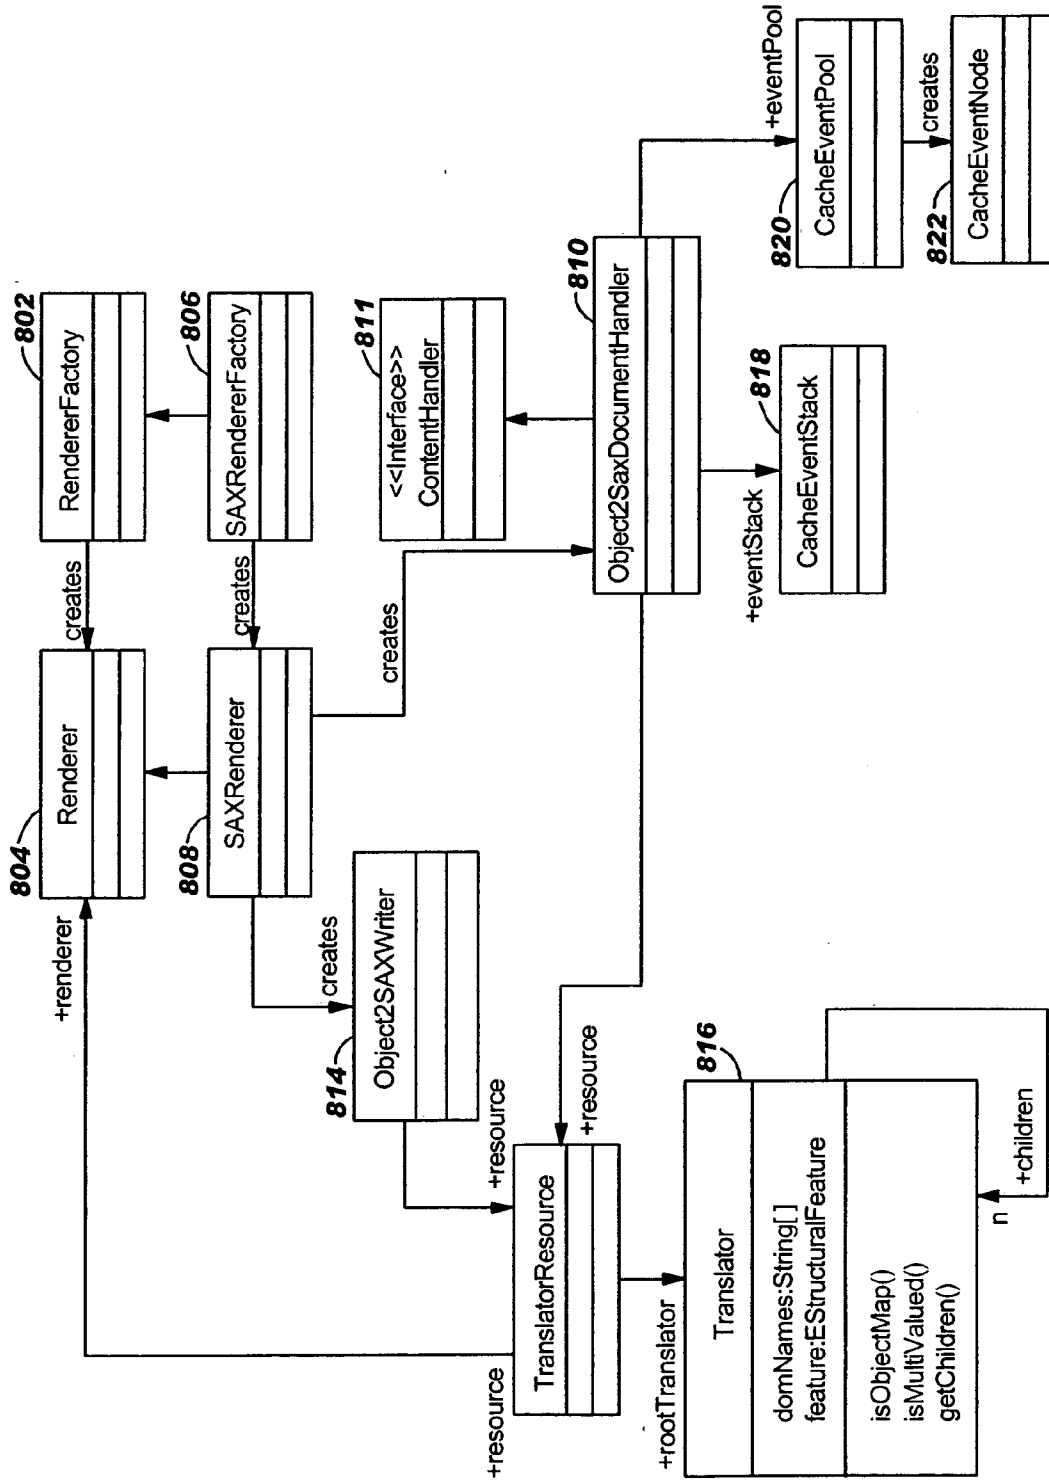 +renderer
804
Renderer
creates
802
RendererFactory
808
SAXRenderer
creates
806
SAXRendererFactory
creates
814
Object2SAXWriter
creates
811
<<Interface>>
ContentHandler
+resource
+resource
TranslatorResource
+resource
810
Object2SaxDocumentHandler
+rootTranslator
816
Translator
domNames:String[ ]
feature:EStructuralFeature
isObjectMap()
isMultiValued()
getChildren()
n
+children
+eventStack
818
CacheEventStack
+eventPool
820
CacheEventPool
creates
822
CacheEventNode